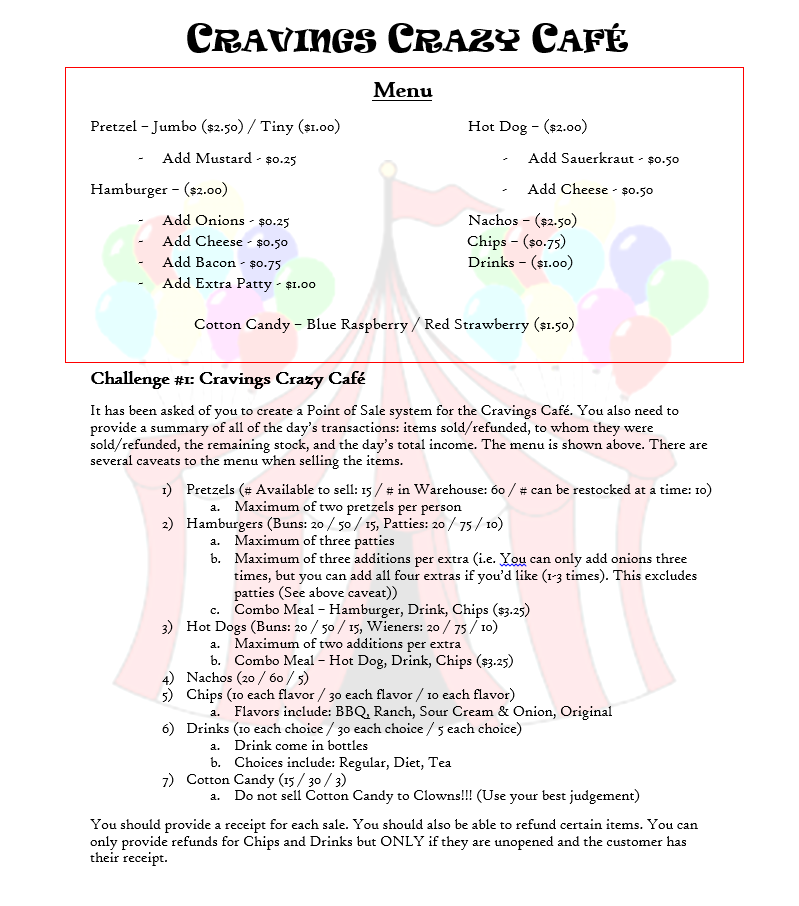 Cravings Crazy Café
Menu
Pretzel – Jumbo ($2.50) / Tiny ($1.00)
- Add Mustard - $0.25
Hamburger – ($2.00)
- Add Onions - $0.25
- Add Cheese - $0.50
- Add Bacon - $0.75
- Add Extra Patty - $1.00
Hot Dog – ($2.00)
- Add Sauerkraut - $0.50
- Add Cheese - $0.50
Nachos – ($2.50)
Chips – ($0.75)
Drinks – ($1.00)
Cotton Candy – Blue Raspberry / Red Strawberry ($1.50)
Challenge #1: Cravings Crazy Café
It has been asked of you to create a Point of Sale system for the Cravings Café. You also need to
provide a summary of all of the day's transactions: items sold/refunded, to whom they were
sold/refunded, the remaining stock, and the day's total income. The menu is shown above. There are
several caveats to the menu when selling the items.
1) Pretzels (# Available to sell: 15 / # in Warehouse: 60 / # can be restocked at a time: 10)
a. Maximum of two pretzels per person
2) Hamburgers (Buns: 20 / 50 / 15, Patties: 20 / 75 / 10)
a. Maximum of three patties
b. Maximum of three additions per extra (i.e. You can only add onions three
times, but you can add all four extras if you'd like (1-3 times). This excludes
patties (See above caveat))
c. Combo Meal – Hamburger, Drink, Chips ($3.25)
3) Hot Dogs (Buns: 20 / 50 / 15, Wieners: 20 / 75 / 10)
a. Maximum of two additions per extra
b. Combo Meal – Hot Dog, Drink, Chips ($3.25)
4) Nachos (20 / 60 / 5)
5) Chips (10 each flavor / 30 each flavor / 10 each flavor)
a. Flavors include: BBQ, Ranch, Sour Cream & Onion, Original
6) Drinks (10 each choice / 30 each choice / 5 each choice)
a. Drink come in bottles
b. Choices include: Regular, Diet, Tea
7) Cotton Candy (15 / 30 / 3)
a. Do not sell Cotton Candy to Clowns!!! (Use your best judgement)
You should provide a receipt for each sale. You should also be able to refund certain items. You can
only provide refunds for Chips and Drinks but ONLY if they are unopened and the customer has
their receipt.